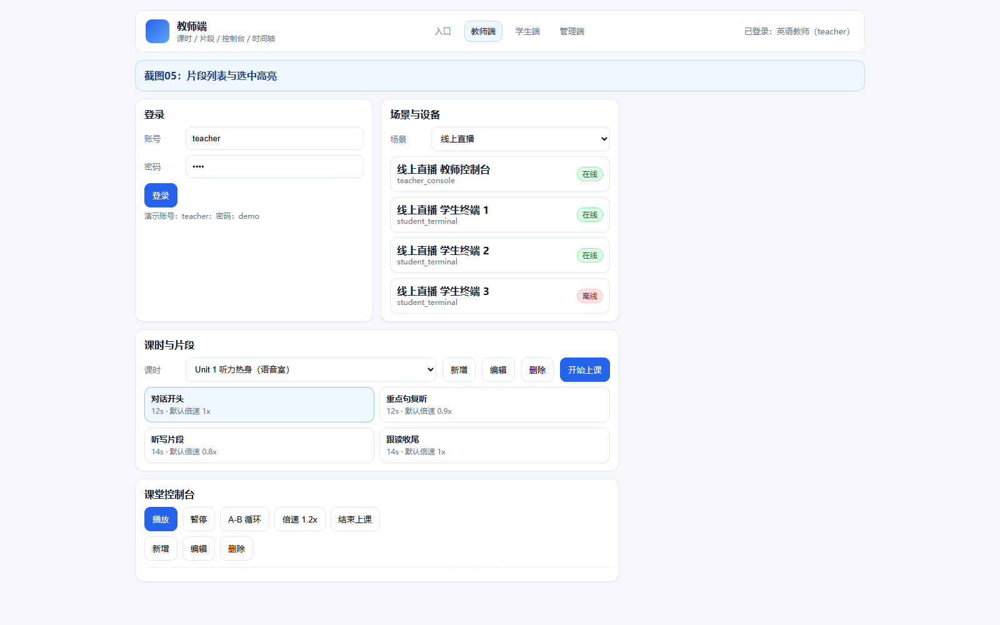 教师端
课时 / 片段 / 控制台 / 时间轴
入口
教师端
学生端
管理端
已登录：英语教师（teacher）
截图05：片段列表与选中高亮
登录
账号
teacher
密码
••••
登录
演示账号：teacher；密码：demo
场景与设备
场景
线上直播
线上直播 教师控制台
teacher_console
在线
线上直播 学生终端 1
student_terminal
在线
线上直播 学生终端 2
student_terminal
在线
线上直播 学生终端 3
student_terminal
离线
课时与片段
课时
Unit 1 听力热身（语音室）
新增
编辑
删除
开始上课
对话开头
12s · 默认倍速 1x
重点句复听
12s · 默认倍速 0.9x
听写片段
14s · 默认倍速 0.8x
跟读收尾
14s · 默认倍速 1x
课堂控制台
播放
暂停
A-B 循环
倍速 1.2x
结束上课
新增
编辑
删除